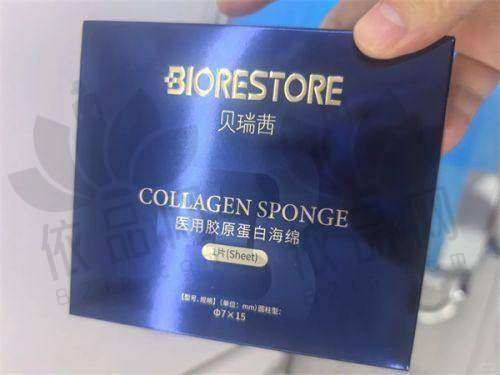 BIORESTORE
贝瑞茜
COLLAGEN SPONGE
医用胶原蛋白海绵
1片(Sheet)
【型号、规格】(单位:mm)圆柱型:
Φ7×15